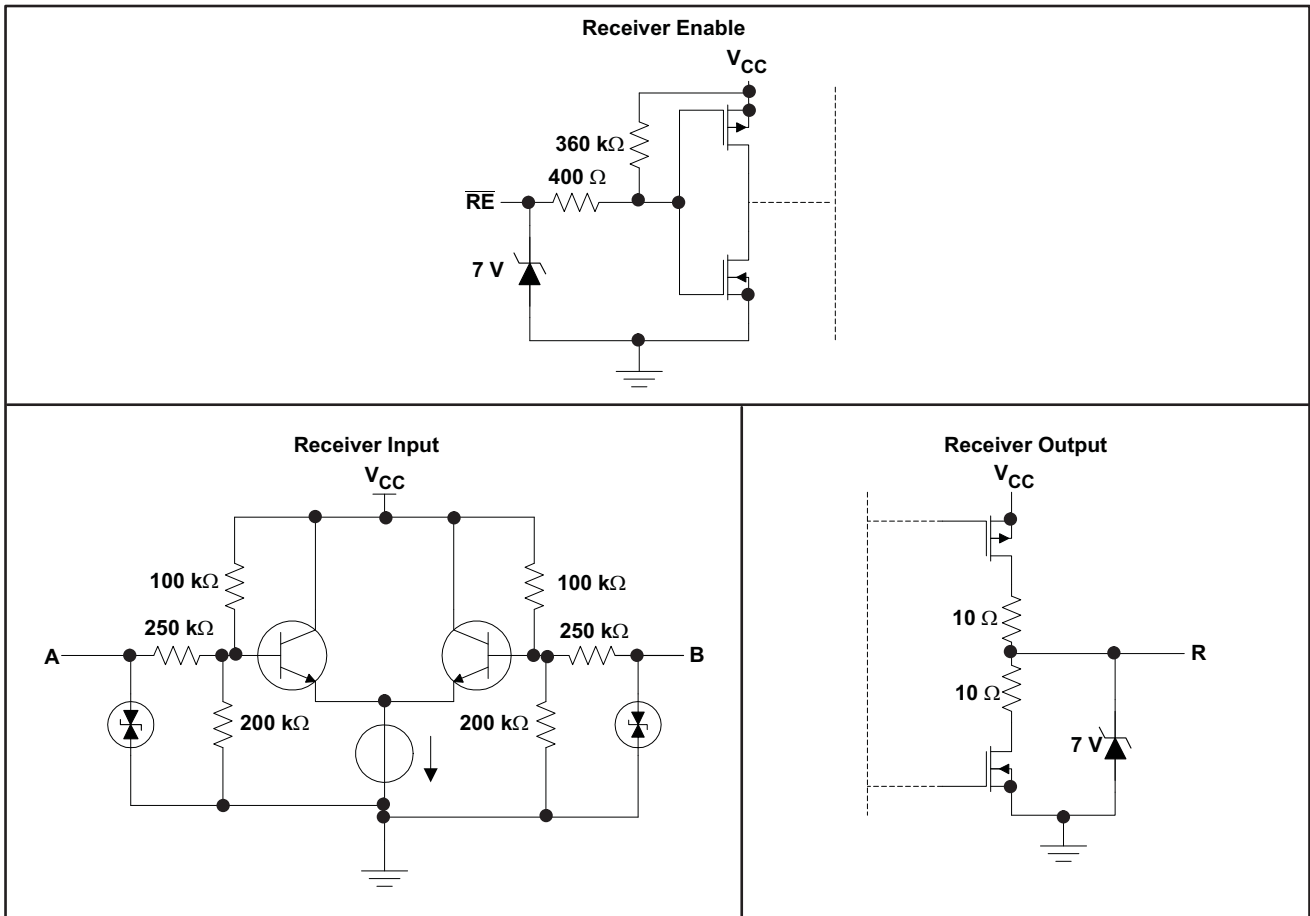 Receiver Enable
VCC
360 kΩ
400 Ω
RE
7 V
Receiver Input
VCC
100 kΩ
100 kΩ
250 kΩ
250 kΩ
A
B
200 kΩ
200 kΩ
Receiver Output
VCC
10 Ω
R
10 Ω
7 V